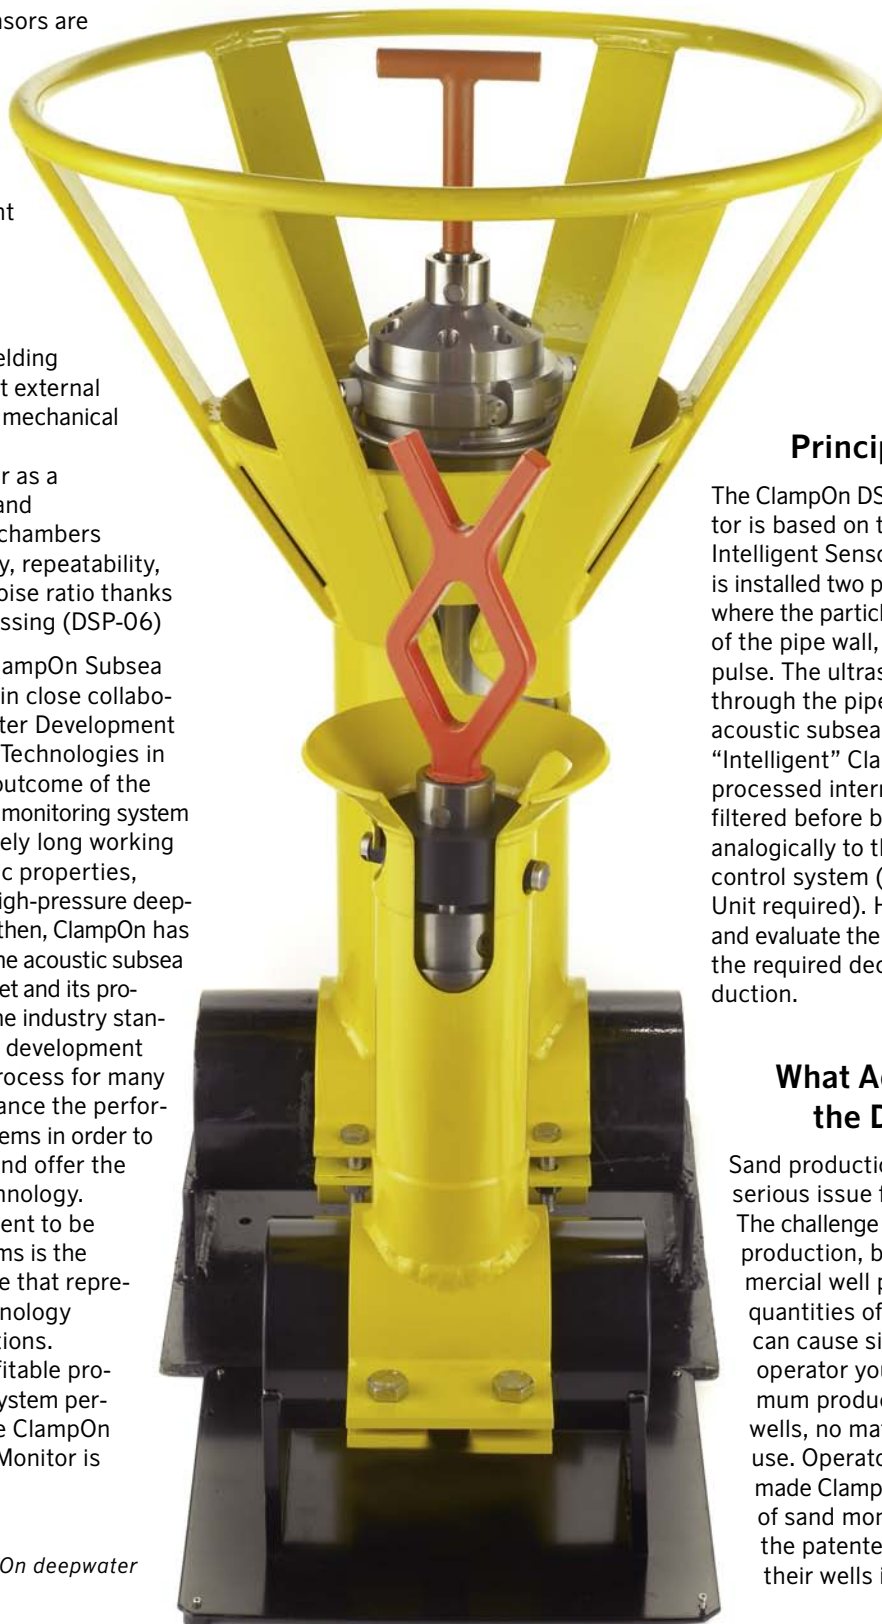 nsors are
nt
elding
t external
mechanical
r as a
and
chambers
y, repeatability,
oise ratio thanks
essing (DSP-06)
lampOn Subsea
in close collabo-
ter Development
Technologies in
outcome of the
monitoring system
ely long working
ic properties,
igh-pressure deep-
then, ClampOn has
he acoustic subsea
et and its pro-
he industry stan-
development
rocess for many
ance the perfor-
ems in order to
nd offer the
hnology.
ent to be
ms is the
e that repre-
nology
tions.
fitable pro-
ystem per-
e ClampOn
Monitor is
On deepwater
Princip
The ClampOn DS
tor is based on t
Intelligent Senso
is installed two p
where the particl
of the pipe wall,
pulse. The ultras
through the pipe
acoustic subsea
“Intelligent” Cla
processed intern
filtered before b
analogically to th
control system (
Unit required). H
and evaluate the
the required dec
duction.
What Ad
the D
Sand productio
serious issue f
The challenge
production, b
mercial well p
quantities of
can cause si
operator you
mum produc
wells, no mat
use. Operato
made Clamp
of sand mon
the patente
their wells i